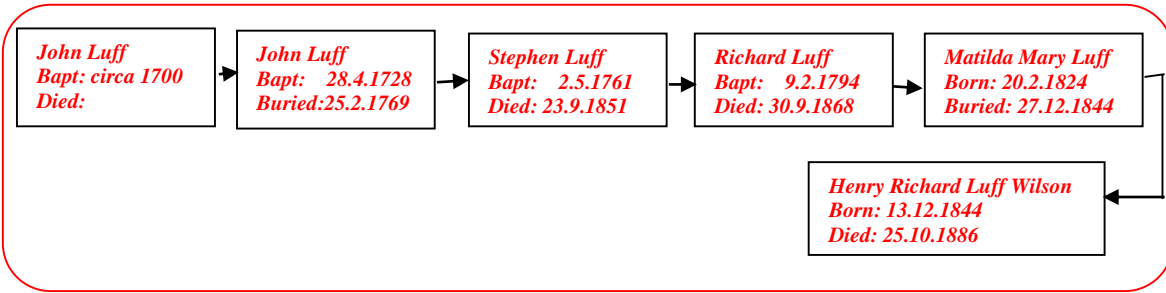 John Luff
Bapt: circa 1700
Died:
John Luff
Bapt: 28.4.1728
Buried:25.2.1769
Stephen Luff
Bapt: 2.5.1761
Died: 23.9.1851
Richard Luff
Bapt: 9.2.1794
Died: 30.9.1868
Matilda Mary Luff
Born: 20.2.1824
Buried: 27.12.1844
Henry Richard Luff Wilson
Born: 13.12.1844
Died: 25.10.1886